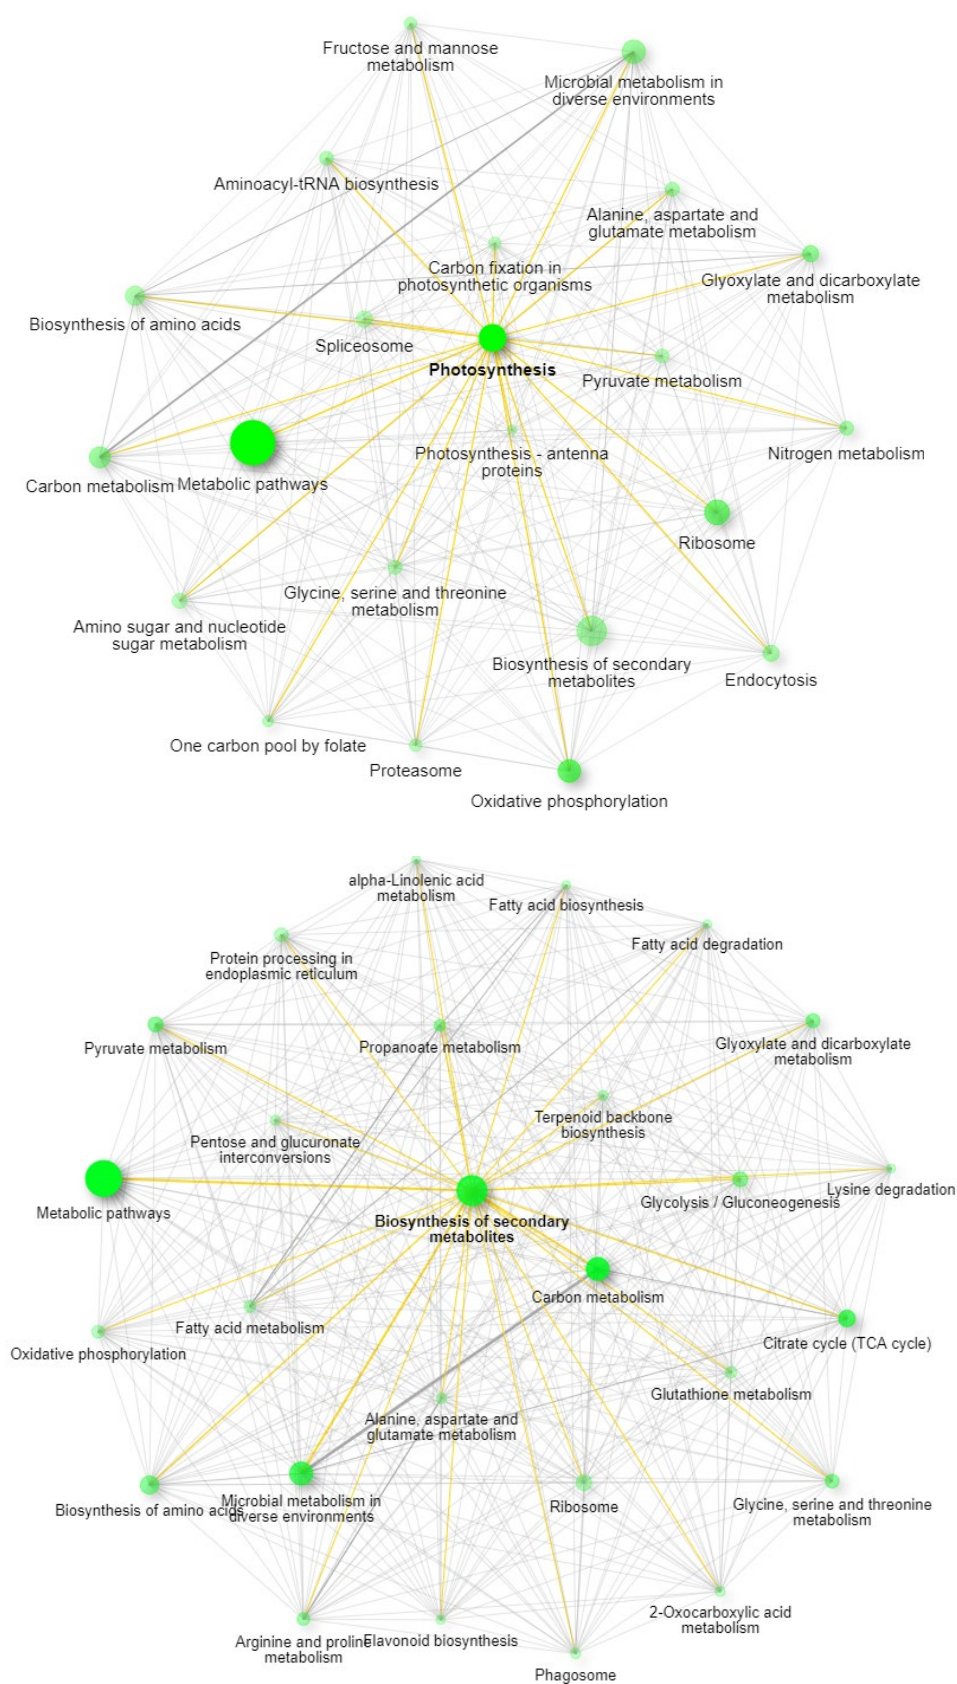 Fructose and mannose
metabolism
Microbial metabolism in
diverse environments
Aminoacyl-tRNA biosynthesis
Alanine, aspartate and
glutamate metabolism
Carbon fixation in
photosynthetic organisms
Glyoxylate and dicarboxylate
metabolism
Biosynthesis of amino acids
Spliceosome
Photosynthesis
Pyruvate metabolism
Photosynthesis - antenna
proteins
Nitrogen metabolism
Carbon metabolism
Metabolic pathways
Ribosome
Glycine, serine and threonine
metabolism
Amino sugar and nucleotide
sugar metabolism
Biosynthesis of secondary
metabolites
Endocytosis
One carbon pool by folate
Proteasome
Oxidative phosphorylation
alpha-Linolenic acid
metabolism
Fatty acid biosynthesis
Fatty acid degradation
Protein processing in
endoplasmic reticulum
Pyruvate metabolism
Propanoate metabolism
Glyoxylate and dicarboxylate
metabolism
Terpenoid backbone
biosynthesis
Pentose and glucuronate
interconversions
Lysine degradation
Glycolysis / Gluconeogenesis
Metabolic pathways
Biosynthesis of secondary
metabolites
Carbon metabolism
Fatty acid metabolism
Citrate cycle (TCA cycle)
Oxidative phosphorylation
Glutathione metabolism
Alanine, aspartate and
glutamate metabolism
Biosynthesis of amino acids
Microbial metabolism in
diverse environments
Ribosome
Glycine, serine and threonine
metabolism
2-Oxocarboxylic acid
metabolism
Arginine and proline
metabolism
Flavonoid biosynthesis
Phagosome